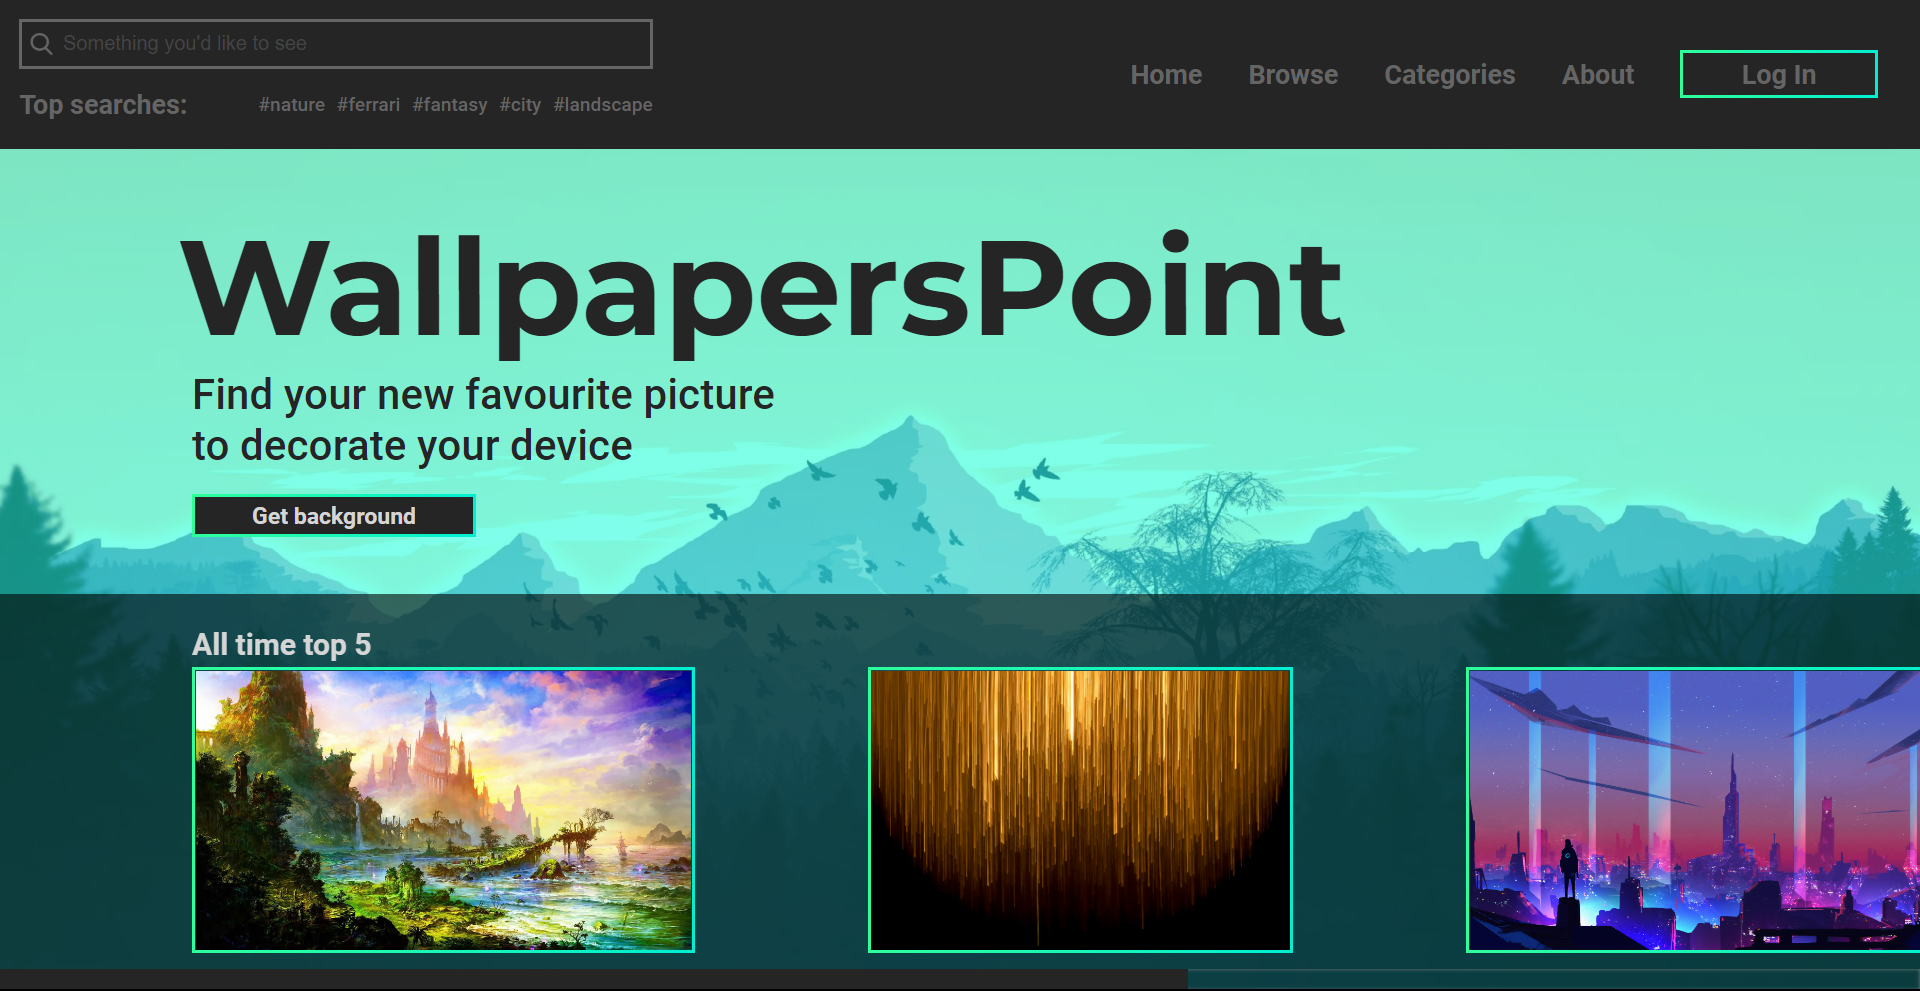 Something you'd like to see
Top searches: #nature #ferrari #fantasy #city #landscape
Home Browse Categories About Log In
WallpapersPoint
Find your new favourite picture
to decorate your device
Get background
All time top 5